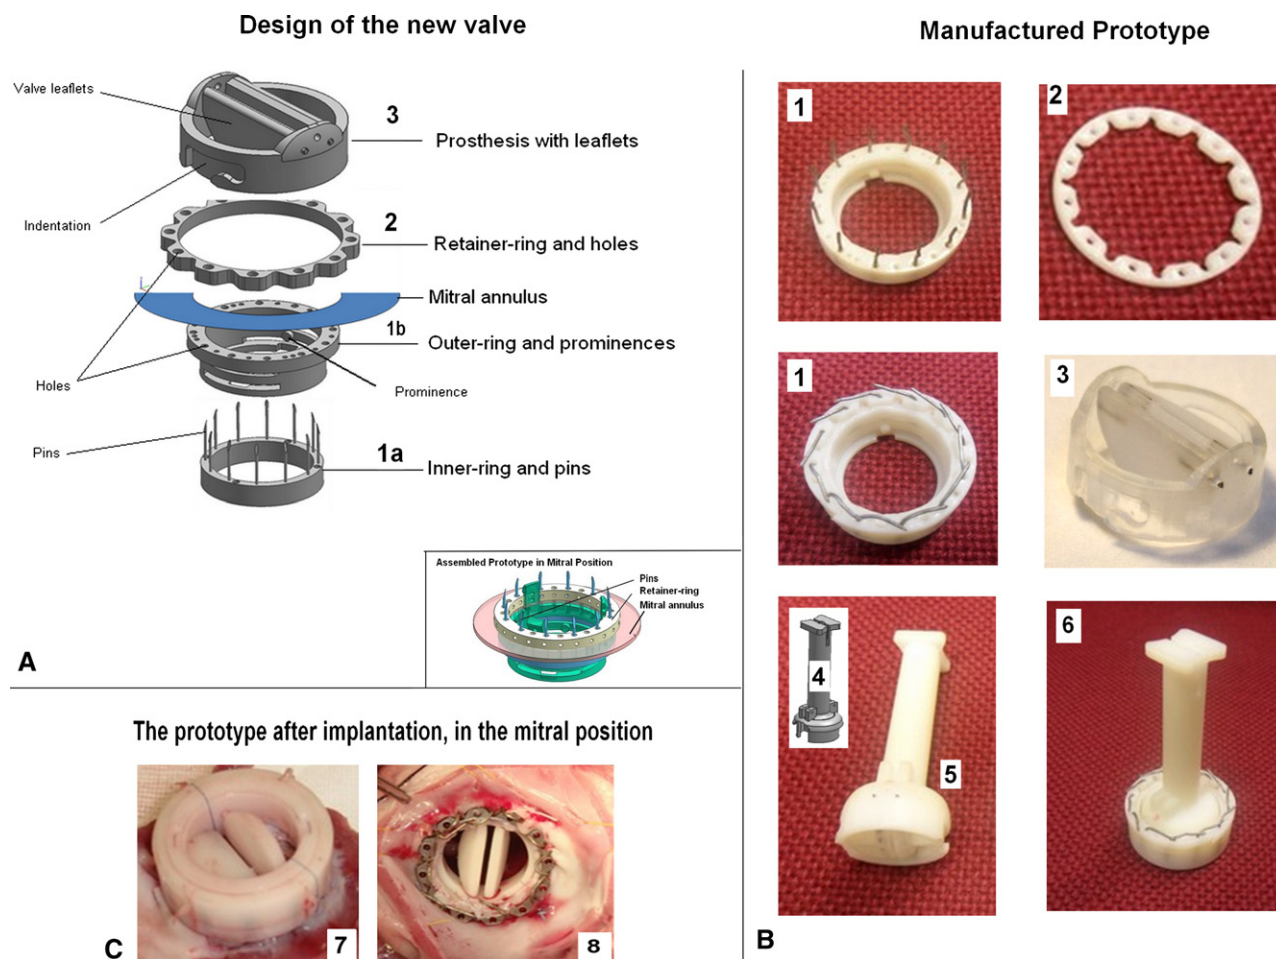 Design of the new valve
Valve leaflets
3
Prosthesis with leaflets
Indentation
2
Retainer-ring and holes
Mitral annulus
1b
Outer-ring and prominences
Holes
Prominence
Pins
1a
Inner-ring and pins
Assembled Prototype in Mitral Position
Pins
Retainer-ring
Mitral annulus
A
Manufactured Prototype
1
2
1
3
4
5
6
B
The prototype after implantation, in the mitral position
7
8
C